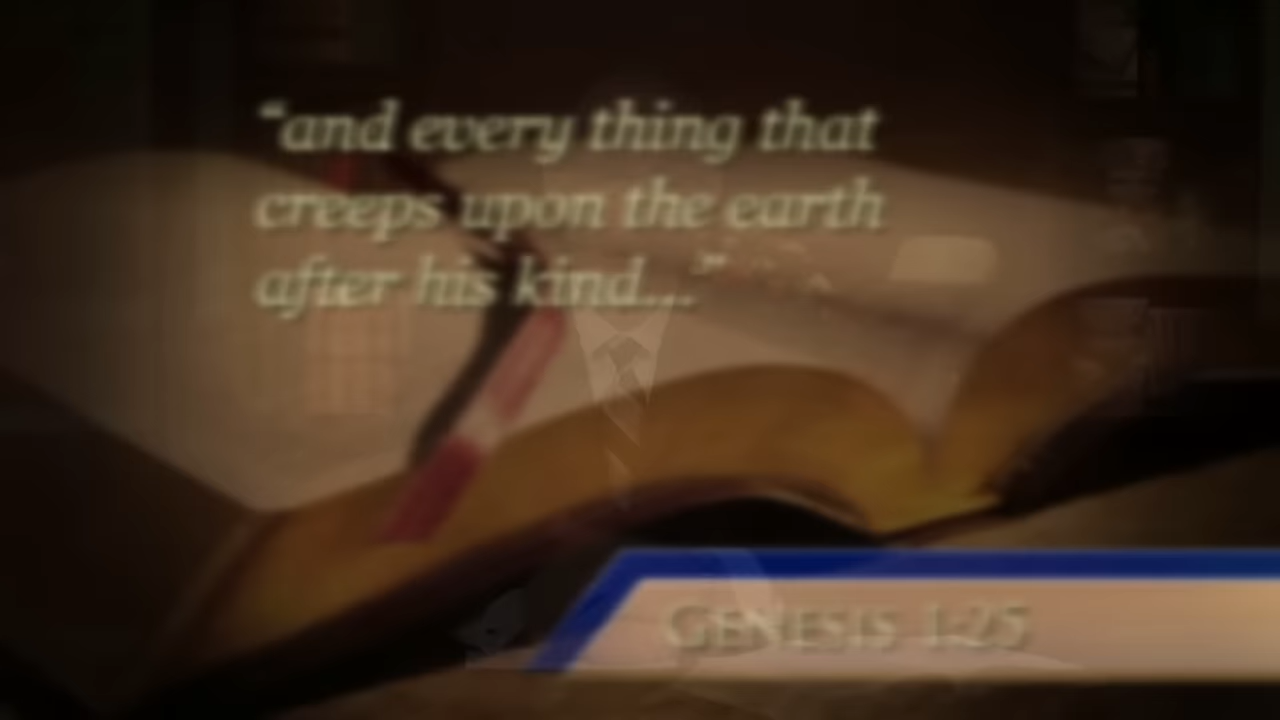 “and every thing that
creeps upon the earth
after his kind...”
GENESIS 1:25